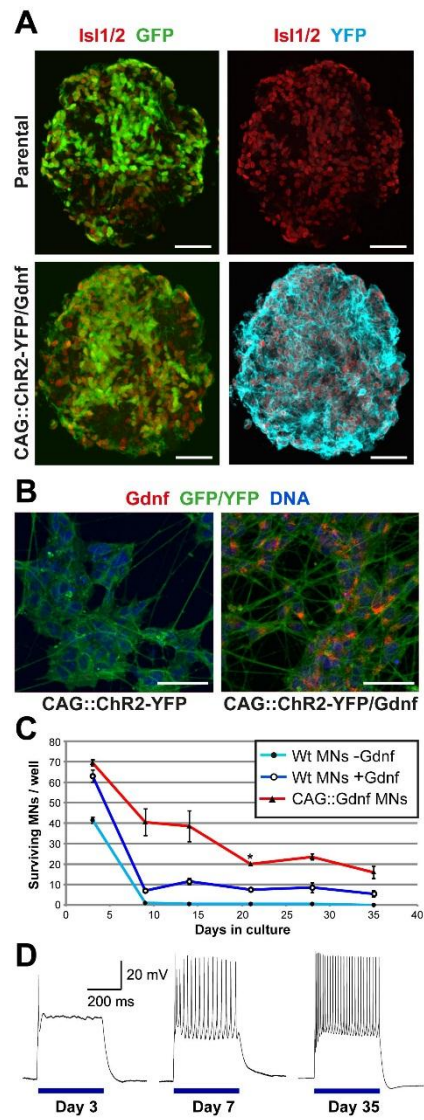 A
Isl1/2 GFP
Isl1/2 YFP
Parental
CAG::ChR2-YFP/Gdnf
B
Gdnf GFP/YFP DNA
CAG::ChR2-YFP
CAG::ChR2-YFP/Gdnf
C
Surviving MNs / well
80
70
60
50
40
30
20
10
0
Wt MNs -Gdnf
Wt MNs +Gdnf
CAG::Gdnf MNs
*
0 5 10 15 20 25 30 35 40
Days in culture
D
20 mV
200 ms
Day 3
Day 7
Day 35